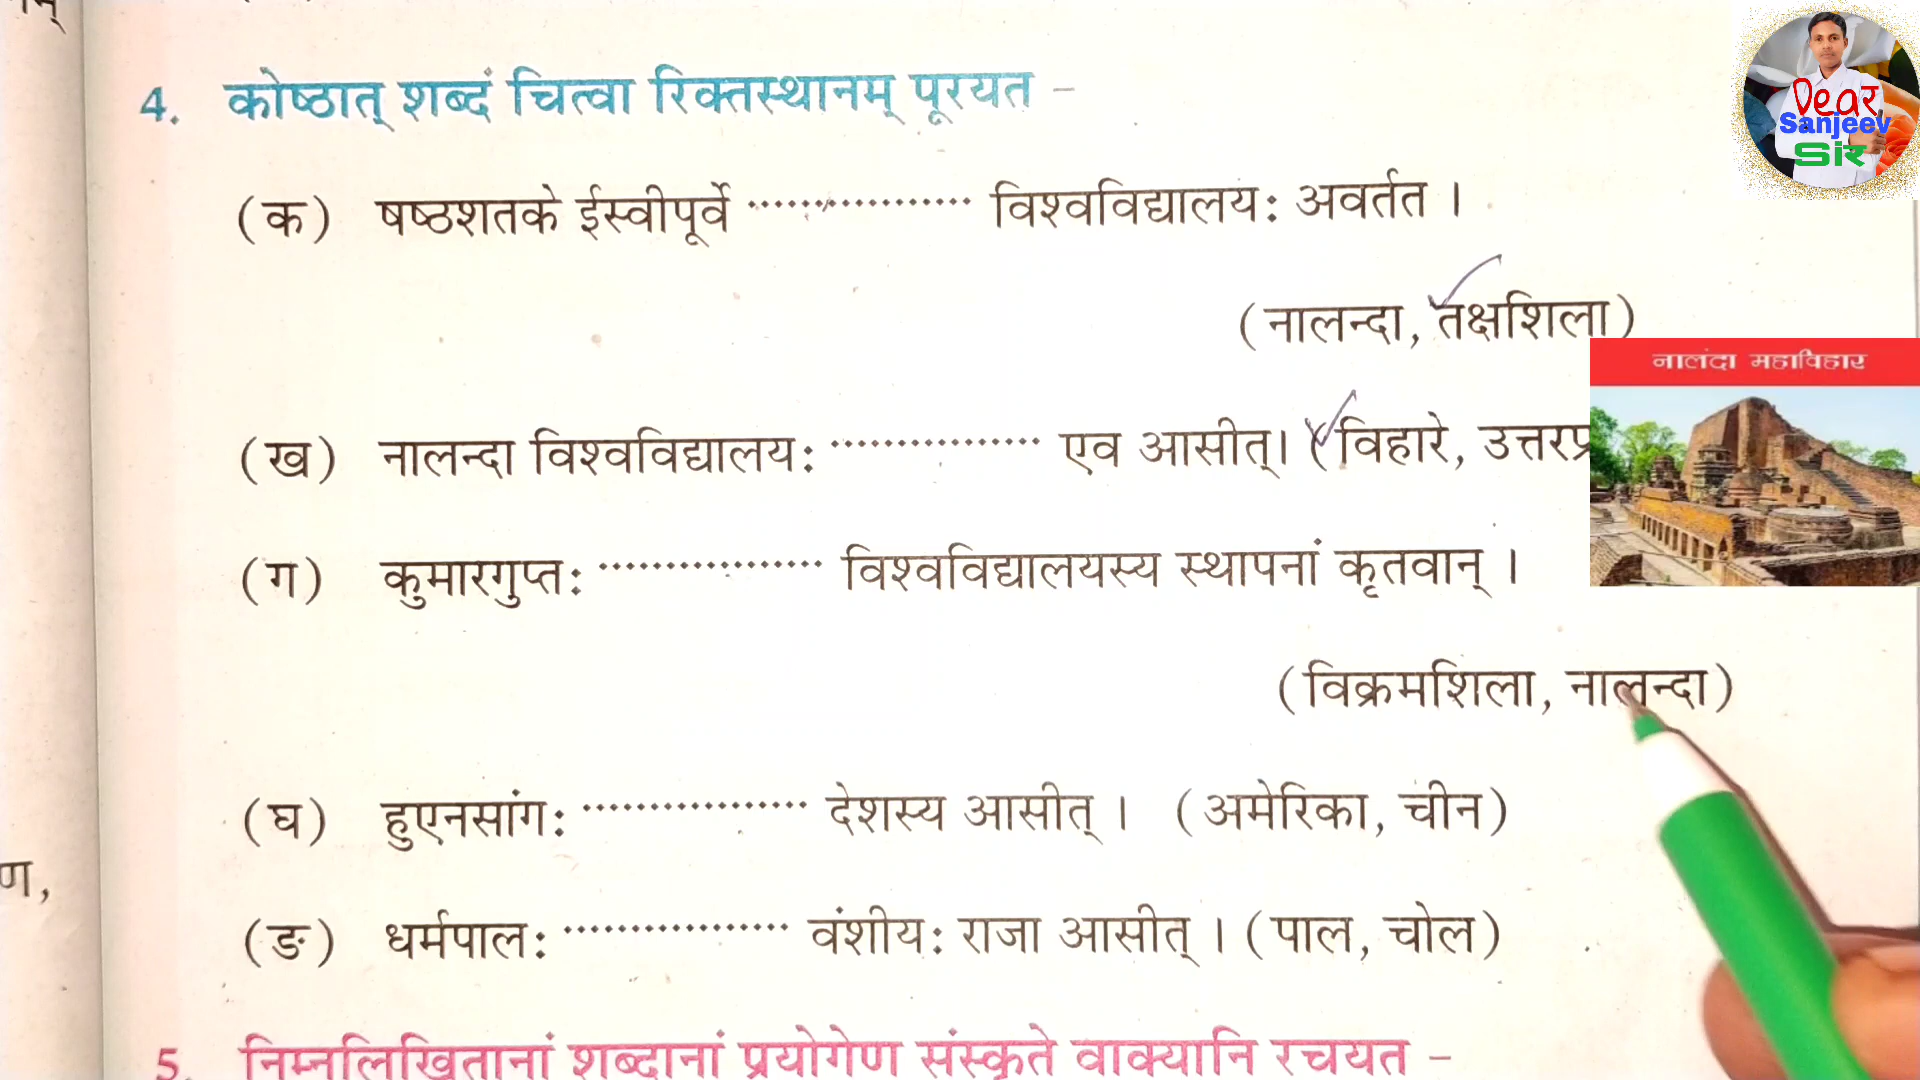 4. कोष्ठात् शब्दं चित्वा रिक्तस्थानम् पूरयत –
(क) षष्ठशतके ईस्वीपूर्वे .................. विश्वविद्यालय: अवर्तत ।
(नालन्दा, तक्षशिला)
(ख) नालन्दा विश्वविद्यालय: .................. एव आसीत्। (विहारे, उत्तरप्र
(ग) कुमारगुप्त: .................. विश्वविद्यालयस्य स्थापनां कृतवान् ।
(विक्रमशिला, नालन्दा)
(घ) हुएनसांग: .................. देशस्य आसीत् । (अमेरिका, चीन)
ण,
(ङ) धर्मपाल: .................. वंशीय: राजा आसीत् । (पाल, चोल)
5. निम्नलिखितानां शब्दानां प्रयोगेण संस्कृते वाक्यानि रचयत –
Deaर
Sanjeev
Siर
नालंदा महाविहार